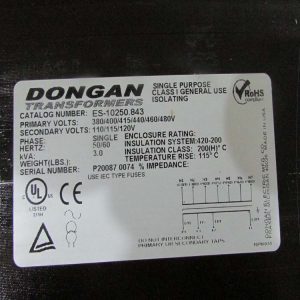 DONGAN
TRANSFORMERS
SINGLE PURPOSE
CLASS I GENERAL USE
ISOLATING
RoHS
CATALOG NUMBER: ES-10250.843
PRIMARY VOLTS: 380/400/415/440/460/480V
SECONDARY VOLTS: 110/115/120V
PHASE: SINGLE ENCLOSURE RATING:
HERTZ: 50/60 INSULATION SYSTEM: 420-200
kVA: 3.0 INSULATION CLASS: 200(H)° C
WEIGHT(LBS.) TEMPERATURE RISE: 115° C
SERIAL NUMBER: P20087 0074 % IMPEDANCE:
USE IEC TYPE FUSES
UL
LISTED
DO NOT INTERCONNECT
PRIMARY OR SECONDARY TAPS